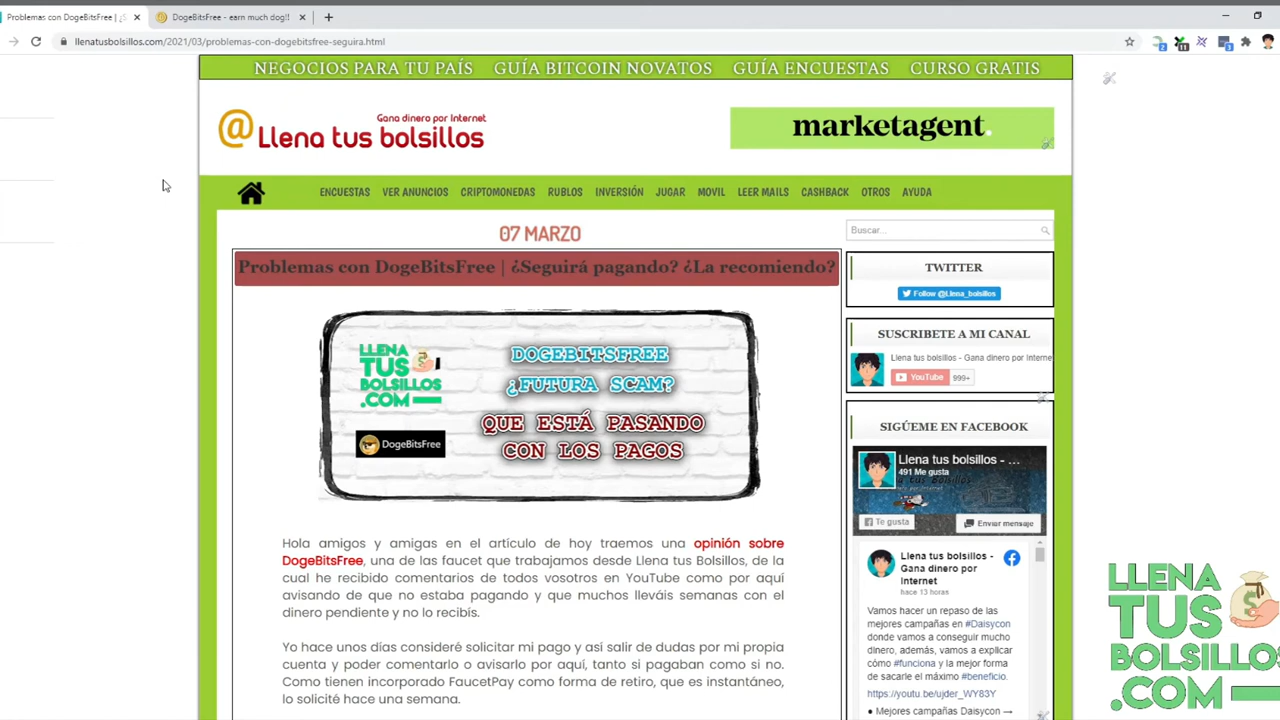 Problemas con DogeBitsFree | ¿S
DogeBitsFree - earn much dog!!
llenatusbolsillos.com/2021/03/problemas-con-dogebitsfree-seguira.html
2
11
3
NEGOCIOS PARA TU PAÍS GUÍA BITCOIN NOVATOS GUÍA ENCUESTAS CURSO GRATIS
Gana dinero por Internet
@Llena tus bolsillos
marketagent.
ENCUESTAS VER ANUNCIOS CRIPTOMONEDAS RUBLOS INVERSIÓN JUGAR MOVIL LEER MAILS CASHBACK OTROS AYUDA
07 MARZO
Problemas con DogeBitsFree | ¿Seguirá pagando? ¿La recomiendo?
LLENA
TUS
BOLSILLOS
.COM
DogeBitsFree
DOGEBITSFREE
¿FUTURA SCAM?
QUE ESTÁ PASANDO
CON LOS PAGOS
Hola amigos y amigas en el artículo de hoy traemos una opinión sobre
DogeBitsFree, una de las faucet que trabajamos desde Llena tus Bolsillos, de la
cual he recibido comentarios de todos vosotros en YouTube como por aquí
avisando de que no estaba pagando y que muchos lleváis semanas con el
dinero pendiente y no lo recibís.
Yo hace unos días consideré solicitar mi pago y así salir de dudas por mi propia
cuenta y poder comentarlo o avisarlo por aquí, tanto si pagaban como si no.
Como tienen incorporado FaucetPay como forma de retiro, que es instantáneo,
lo solicité hace una semana.
Buscar...
TWITTER
Follow @Llena_bolsillos
SUSCRIBETE A MI CANAL
Llena tus bolsillos - Gana dinero por Interne
YouTube 999+
SIGÚEME EN FACEBOOK
Llena tus bolsillos - ...
491 Me gusta
Te gusta
Enviar mensaje
Llena tus bolsillos -
Gana dinero por
Internet
hace 13 horas
Vamos hacer un repaso de las
mejores campañas en #Daisycon
donde vamos a conseguir mucho
dinero, además, vamos a explicar
cómo #funciona y la mejor forma
de sacarle el máximo #beneficio.
https://youtu.be/ujder_WY83Y
● Mejores campañas Daisycon →
LLENA
TUS
BOLSILLOS
.COM